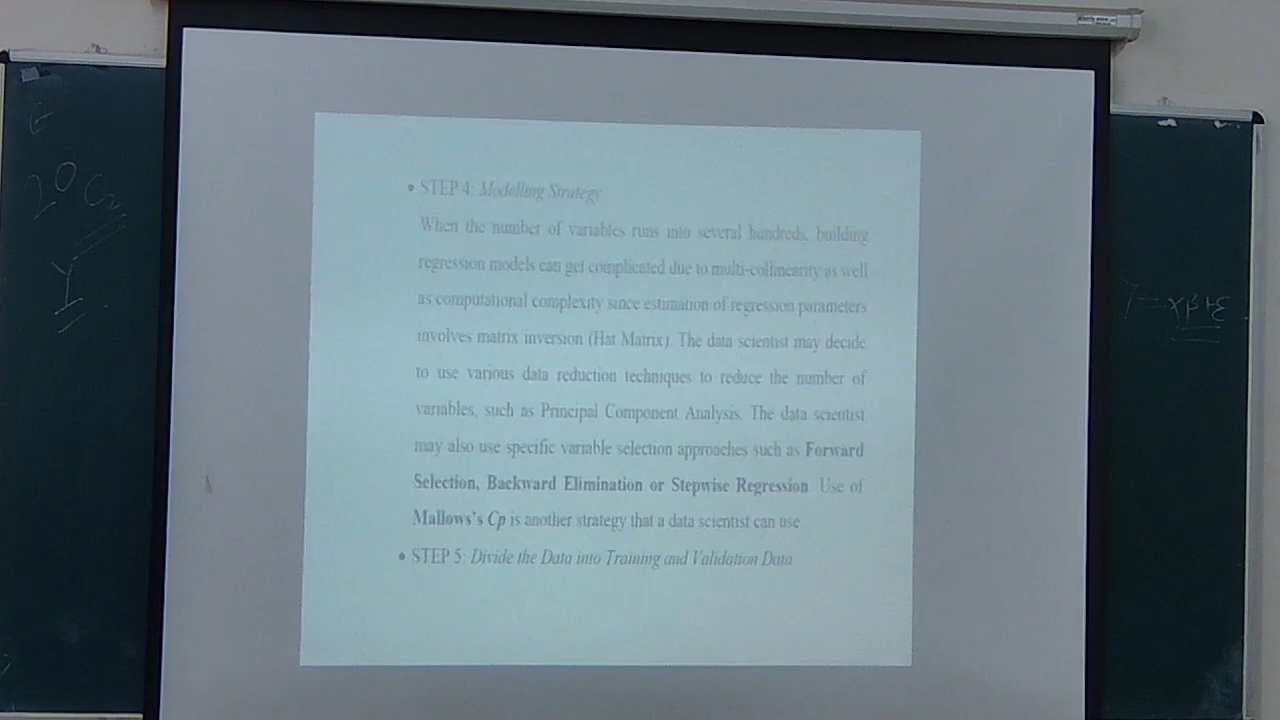 20C₂
Y
• STEP 4: Modelling Strategy
When the number of variables runs into several hundreds, building
regression models can get complicated due to multi-collinearity as well
as computational complexity since estimation of regression parameters
involves matrix inversion (Hat Matrix). The data scientist may decide
to use various data reduction techniques to reduce the number of
variables, such as Principal Component Analysis. The data scientist
may also use specific variable selection approaches such as Forward
Selection, Backward Elimination or Stepwise Regression. Use of
Mallows's Cp is another strategy that a data scientist can use
• STEP 5: Divide the Data into Training and Validation Data
Y = Xβ+ε